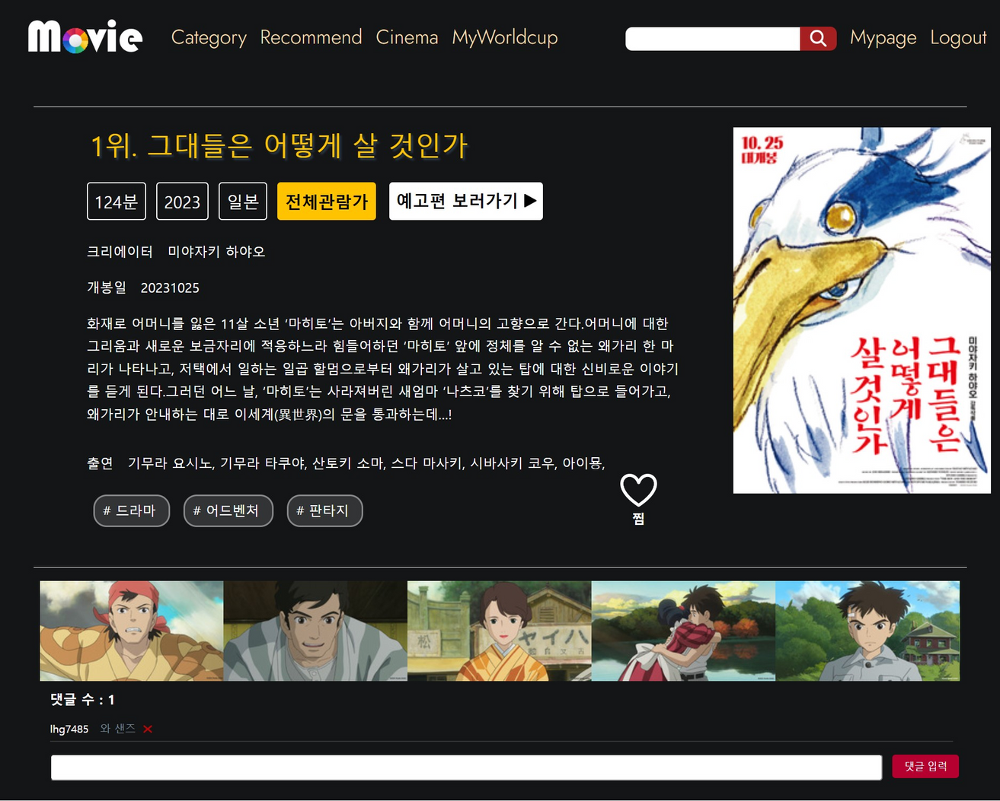 Movie Category Recommend Cinema MyWorldcup Mypage Logout
1위. 그대들은 어떻게 살 것인가
124분 2023 일본 전체관람가 예고편 보러가기 ▶
크리에이터 미야자키 하야오
개봉일 20231025
화재로 어머니를 잃은 11살 소년 ‘마히토’는 아버지와 함께 어머니의 고향으로 간다.어머니에 대한
그리움과 새로운 보금자리에 적응하느라 힘들어하던 ‘마히토’ 앞에 정체를 알 수 없는 왜가리 한 마
리가 나타나고, 저택에서 일하는 일곱 할멈으로부터 왜가리가 살고 있는 탑에 대한 신비로운 이야기
를 듣게 된다.그러던 어느 날, ‘마히토’는 사라져버린 새엄마 ‘나츠코’를 찾기 위해 탑으로 들어가고,
왜가리가 안내하는 대로 이세계(異世界)의 문을 통과하는데…!
출연 기무라 요시노, 기무라 타쿠야, 산토키 소마, 스다 마사키, 시바사키 코우, 아이묭,
# 드라마 # 어드벤처 # 판타지
찜
10. 25
대개봉
미야자키 하야오 감독작품
그대들은
어떻게
살 것인가
松
ハイヤ
댓글 수 : 1
lhg7485 와 샌즈
댓글 입력